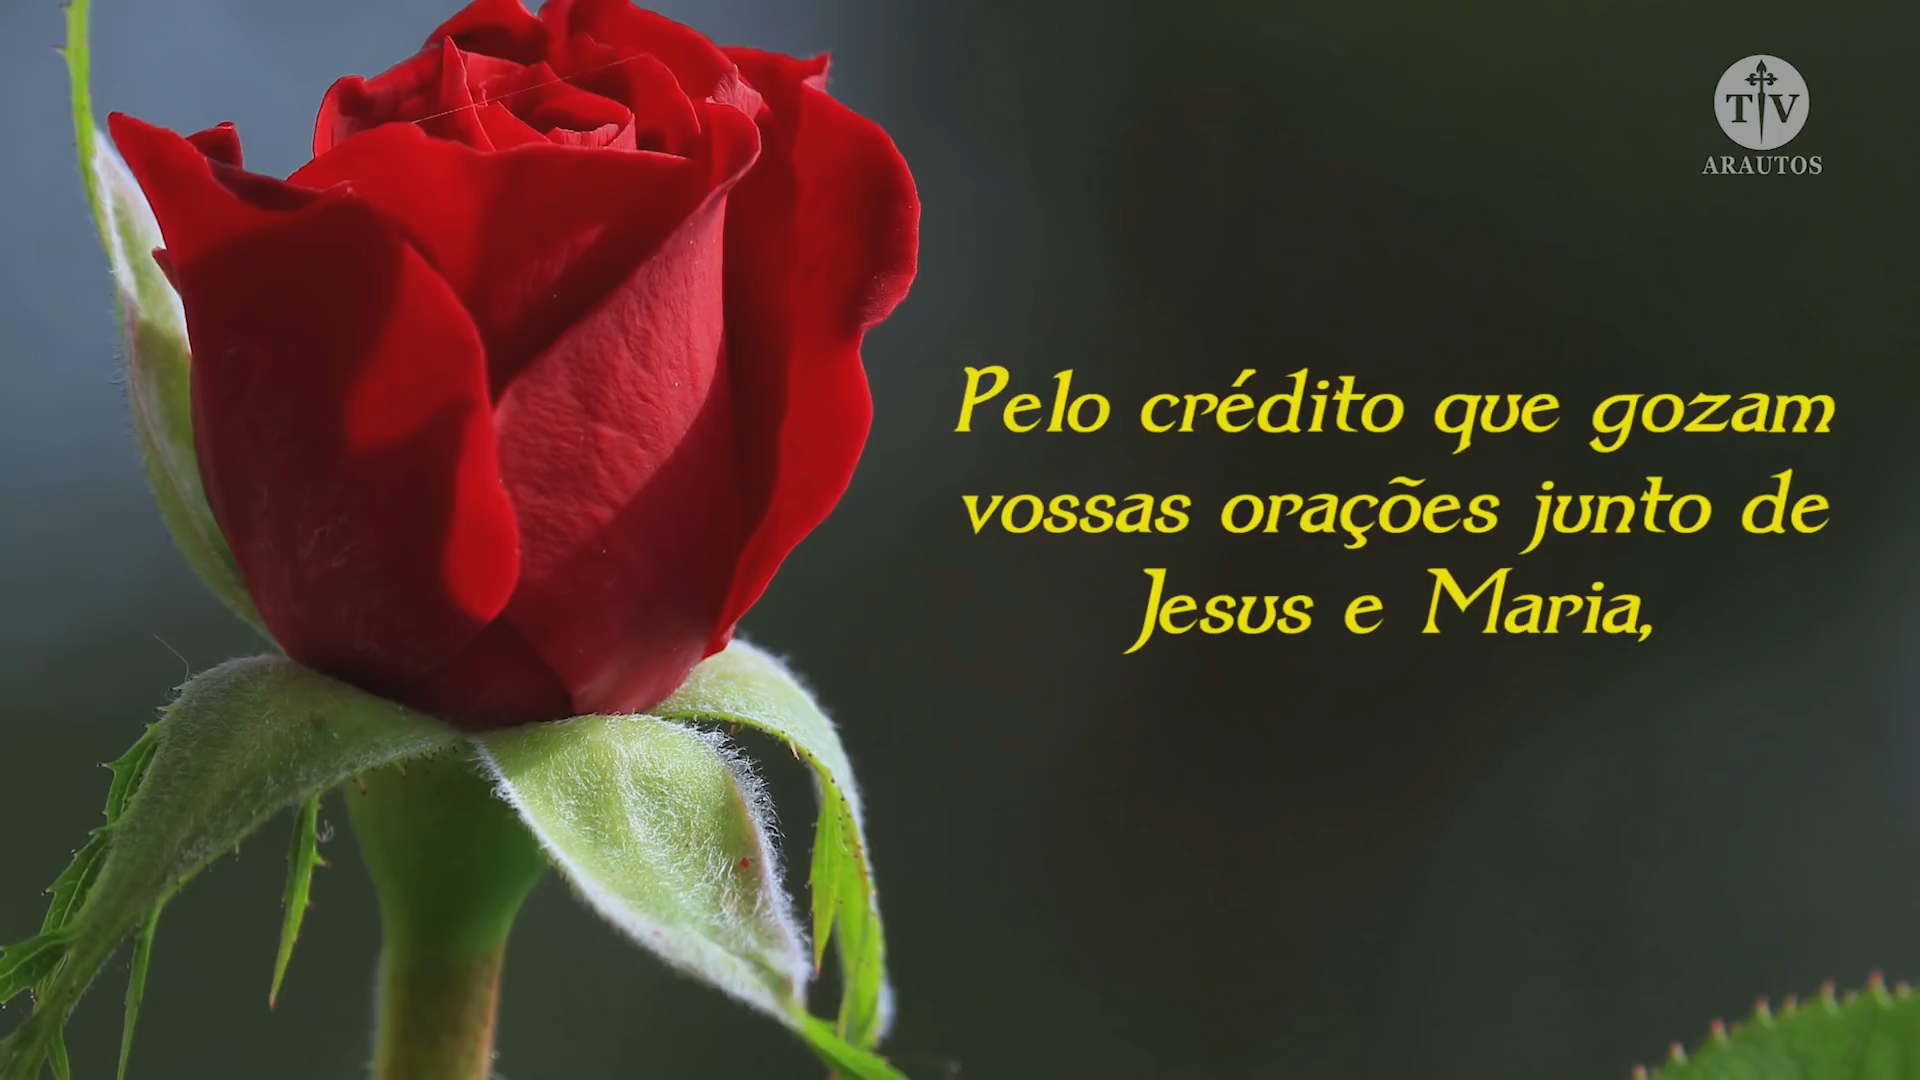 TV
ARAUTOS
Pelo crédito que gozam
vossas orações junto de
Jesus e Maria,